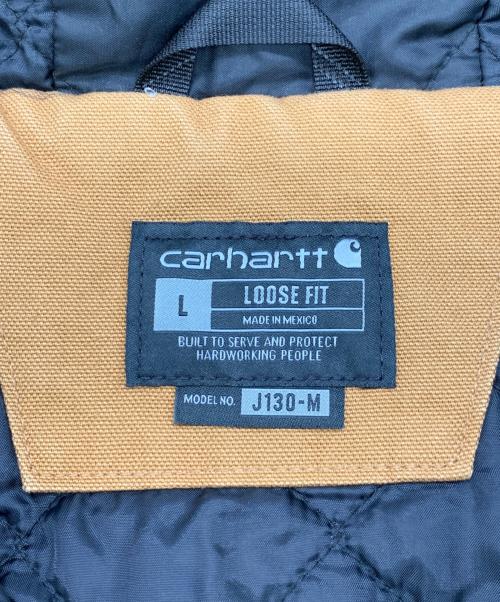 carhartt
L
LOOSE FIT
MADE IN MEXICO
BUILT TO SERVE AND PROTECT
HARDWORKING PEOPLE
MODEL NO. J130-M